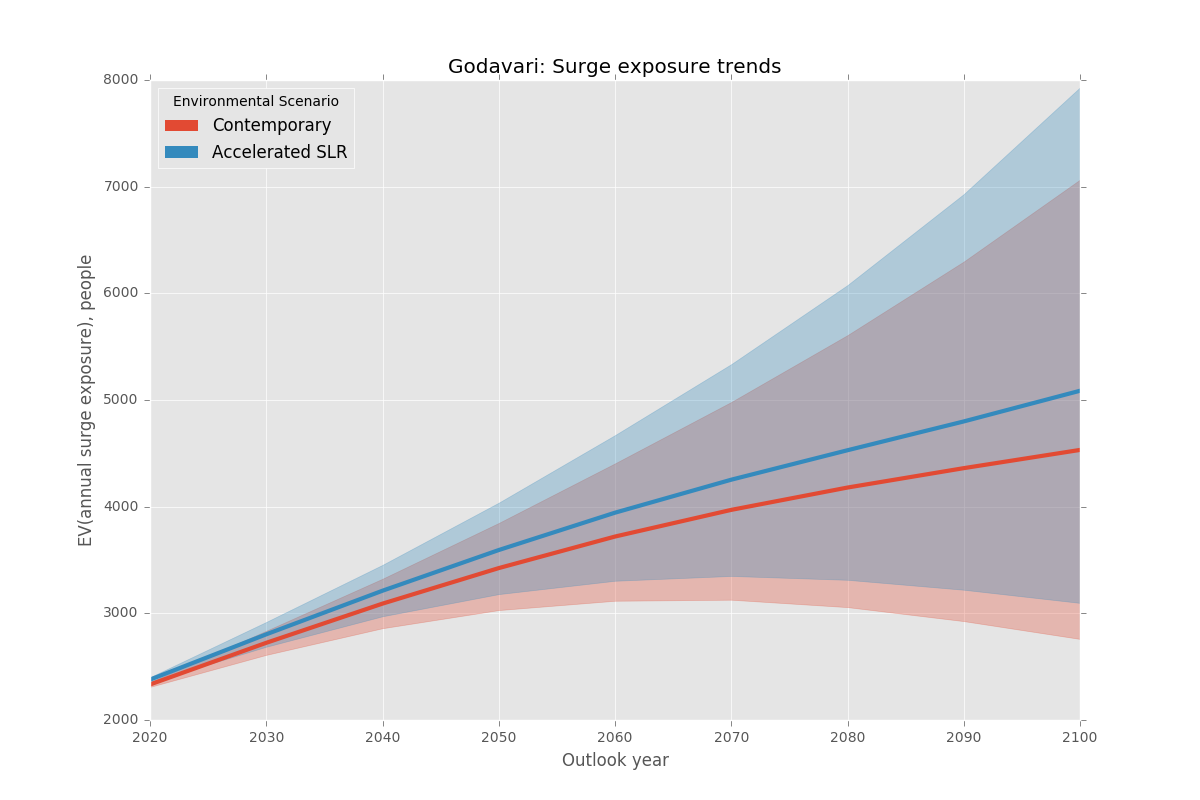 Godavari: Surge exposure trends
Environmental Scenario
Contemporary
Accelerated SLR
EV(annual surge exposure), people
8000
7000
6000
5000
4000
3000
2000
2020 2030 2040 2050 2060 2070 2080 2090 2100
Outlook year